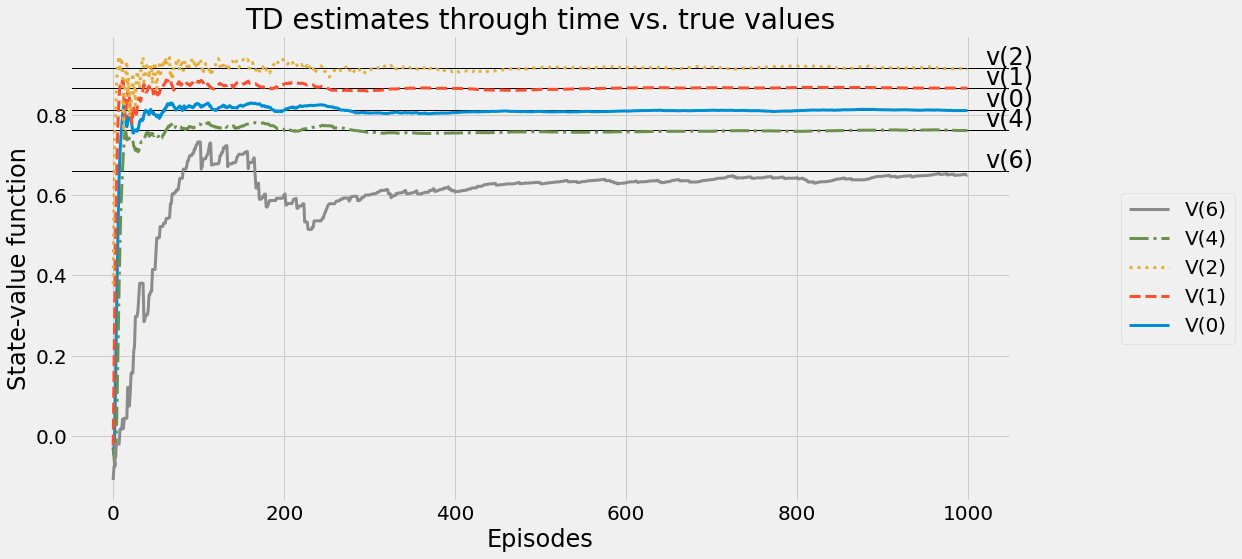 TD estimates through time vs. true values
State-value function
0.8
0.6
0.4
0.2
0.0
v(2)
v(1)
v(0)
v(4)
v(6)
V(6)
V(4)
V(2)
V(1)
V(0)
0 200 400 600 800 1000
Episodes